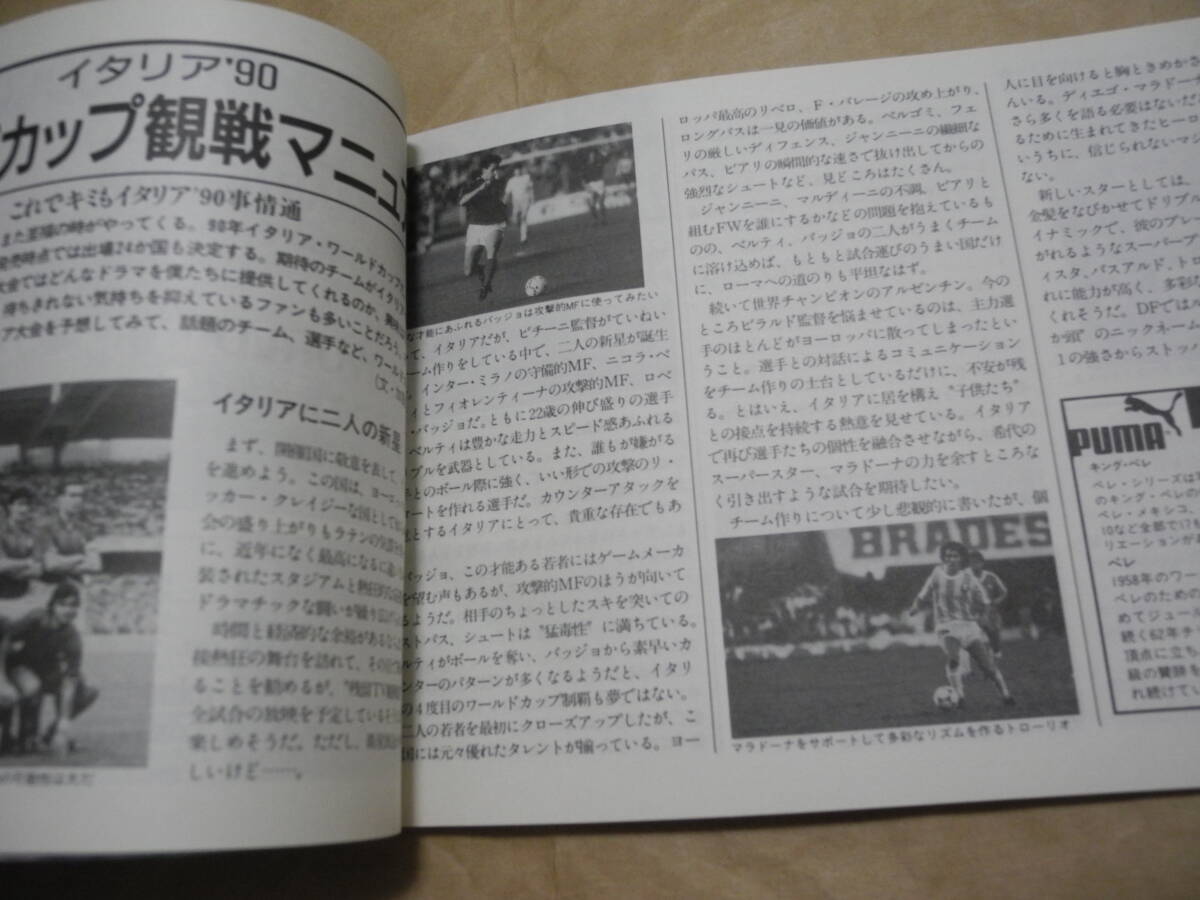 イタリア'90
カップ観戦マニュ
これでキミもイタリア'90事情通
の時がやってくる。90年イタリア・ワールドカップ
時点では出場24か国も決定する。期待のチームがイタリア
大会ではどんなドラマを僕たちに提供してくれるのか。
持ちきれない気持ちを抑えているファンも多いことだろう。
ア大会を予想してみて、話題のチーム、選手など、ワール
イタリアに二人の新星
まず、開催国に敬意を表して
を進めよう。この国は、ヨー
ッカー・クレイジーな国として
会の盛り上がりもラテンの
に、近年になく最高になるに
装されたスタジアムと熱狂的
ドラマチックな闘いが繰り
時間と経済的な余裕がある
接熱狂の舞台を訪れて、その
ることを勧めるが、
全試合の放映を予定している
楽しめそうだ。ただし、
しいけど――。
才能にあふれるバッジョは攻撃的MFに使ってみたい
て、イタリアだが、ビチーニ監督がていねい
ーム作りをしている中で、二人の新星が誕生
インター・ミラノの守備的MF、ニコラ・ベ
ィとフィオレンティーナの攻撃的MF、ロベ
・バッジョだ。ともに22歳の伸び盛りの選手
ベルティは豊かな走力とスピード感あふれる
ブルを武器としている。また、誰もが嫌がる
手とのボール際に強く、いい形での攻撃のリ・
ートを作れる選手だ。カウンターアタックを
とするイタリアにとって、貴重な存在でもあ
バッジョ、この才能ある若者にはゲームメーカ
を望む声もあるが、攻撃的MFのほうが向いて
るようだ。相手のちょっとしたスキを突いての
ストパス、シュートは“猛毒性”に満ちている。
ルティがボールを奪い、バッジョから素早いカ
ンターのパターンが多くなるようだと、イタリ
の4度目のワールドカップ制覇も夢ではない。
二人の若者を最初にクローズアップしたが、こ
国には元々優れたタレントが揃っている。ヨー
ロッパ最高のリベロ、F・バレージの攻め上がり、
ロングパスは一見の価値がある。ベルゴミ、フェ
リの厳しいディフェンス、ジャンニーニの繊細な
パス、ビアリの瞬間的な速さで抜け出してからの
強烈なシュートなど、見どころはたくさん。
ジャンニーニ、マルディーニの不調、ビアリと
組むFWを誰にするかなどの問題を抱えているも
のの、ベルティ、バッジョの二人がうまくチーム
に溶け込めば、もともと試合運びのうまい国だけ
に、ローマへの道のりも平坦なはず。
続いて世界チャンピオンのアルゼンチン。今の
ところビラルド監督を悩ませているのは、主力選
手のほとんどがヨーロッパに散ってしまったとい
うこと。選手との対話によるコミュニケーション
をチーム作りの土台としているだけに、不安が残
る。とはいえ、イタリアに居を構え“子供たち”
との接点を持続する熱意を見せている。イタリア
で再び選手たちの個性を融合させながら、希代の
スーパースター、マラドーナの力を余すところな
く引き出すような試合を期待したい。
チーム作りについて少し悲観的に書いたが、個
BRADES
マラドーナをサポートして多彩なリズムを作るトローリオ
人に目を向けると胸ときめかさ
んいる。ディエゴ・マラドーナ
さら多くを語る必要はないだ
るために生まれてきたヒーロ
いうちに、信じられないマン
ない。
新しいスターとしては、
金髪をなびかせてドリブル
イナミックで、彼のプレー
がれるようなスーパーア
ィスタ、バスアルド、トロ
れに能力が高く、多彩な
くれそうだ。DFでは
か頭”のニックネーム
1の強さからストッパ
PUMA
キング・ペレ
ペレ・シリーズは
のキング・ペレの
ペレ・メキシコ、
10など全部で17
リエーションが
ペレ
1958年のワー
ペレのための
めてジュー
続く62年チ
頂点に立ち
級の賛辞を
れ続けて